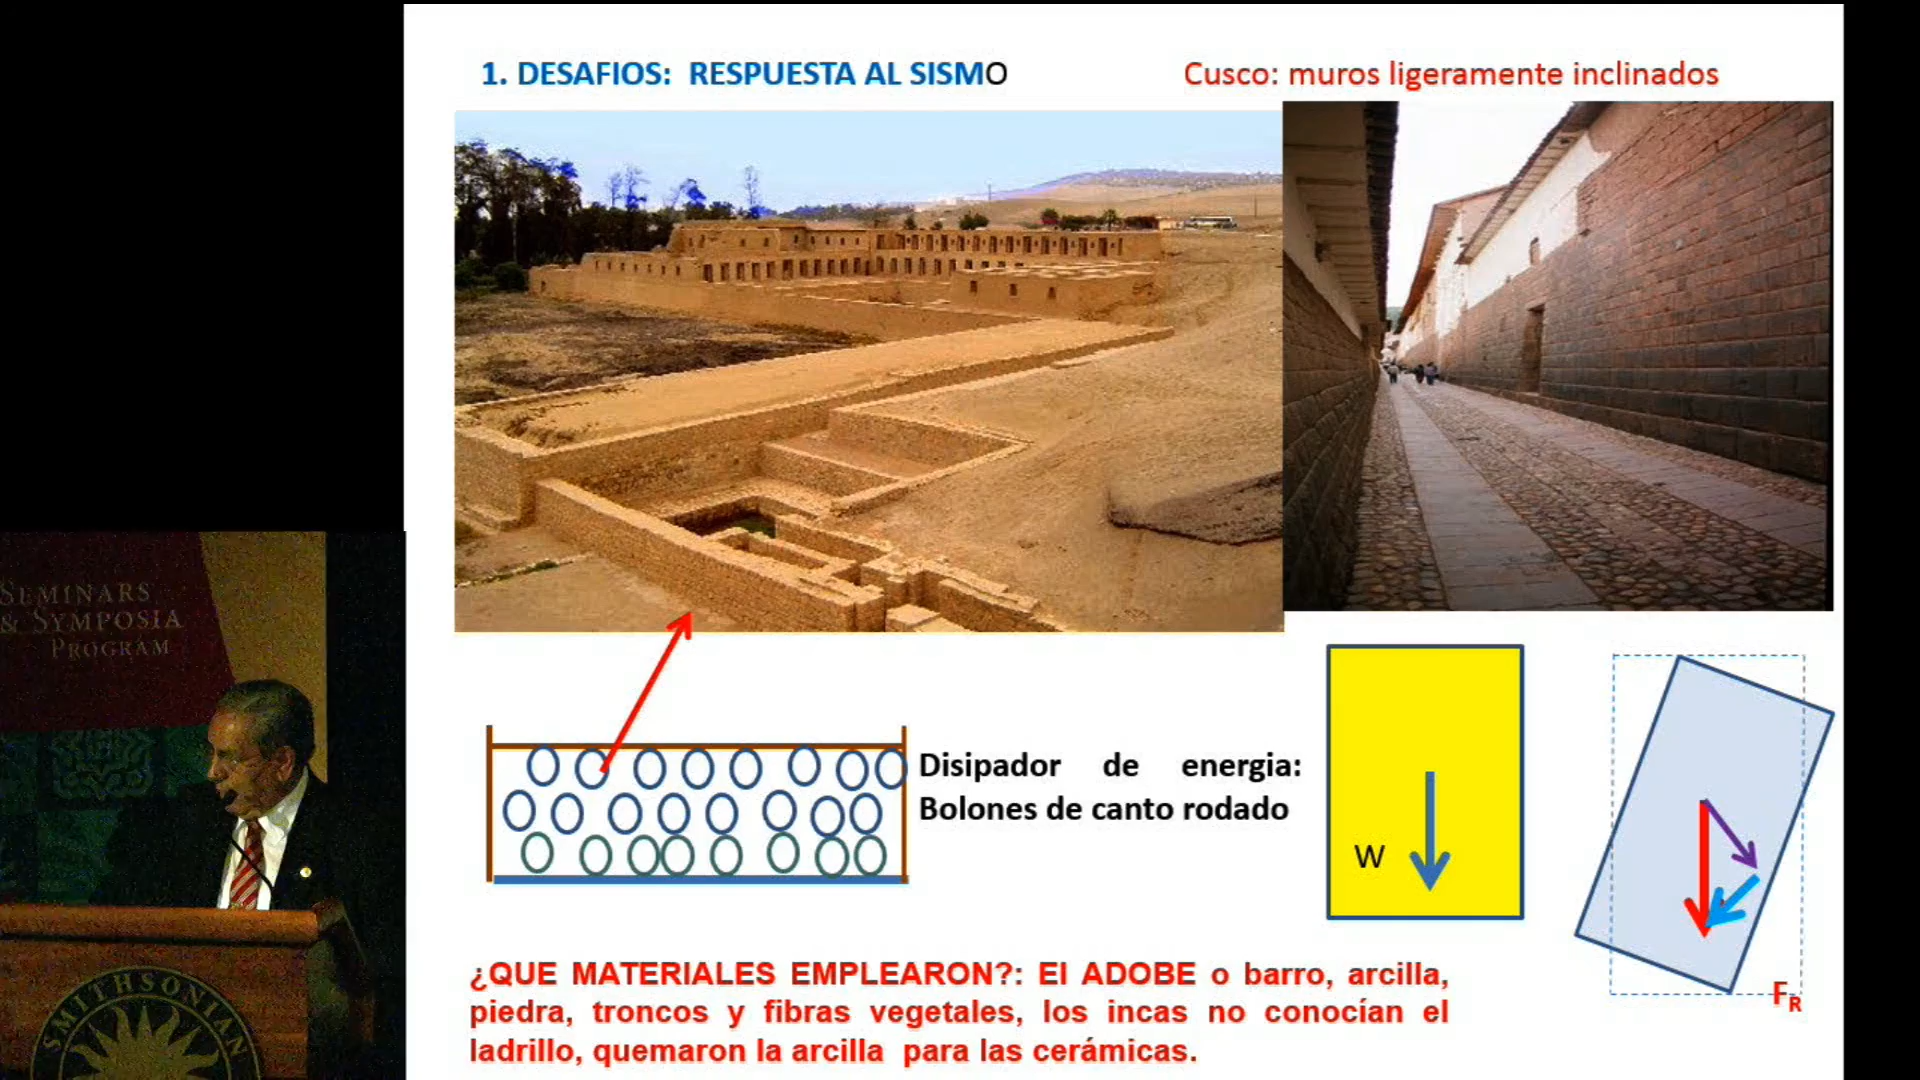 1. DESAFIOS: RESPUESTA AL SISMO
Cusco: muros ligeramente inclinados
SEMINARS
& SYMPOSIA
PROGRAM
Disipador de energia:
Bolones de canto rodado
W
F_R
¿QUE MATERIALES EMPLEARON?: El ADOBE o barro, arcilla,
piedra, troncos y fibras vegetales, los incas no conocían el
ladrillo, quemaron la arcilla para las cerámicas.
SMITHSONIAN